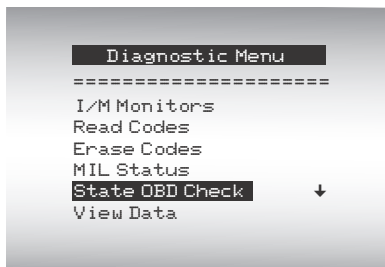 Diagnostic Menu
=====================
I/M Monitors
Read Codes
Erase Codes
MIL Status
State OBD Check ↓
View Data